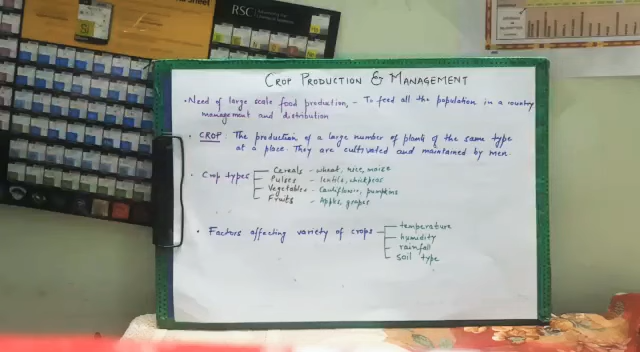 sheet
RSC
CROP PRODUCTION & MANAGEMENT
• Need of large scale food production, - To feed all the population in a country
management and distribution
• CROP : The production of a large number of plants of the same type
at a place. They are cultivated and maintained by men.
• Crop types
Cereals - wheat, rice, maize
Pulses - lentils, chickpeas
Vegetables - Cauliflower, pumpkins
Fruits - Apples, grapes
• Factors affecting variety of crops
temperature
humidity
rainfall
soil type